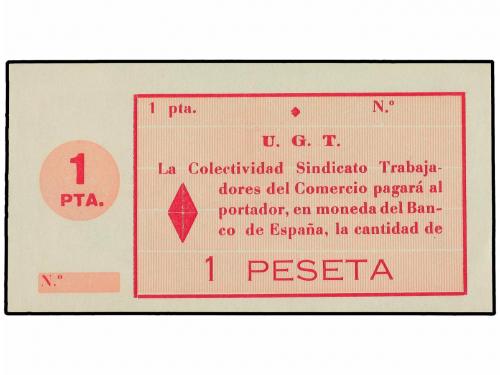 1
PTA.
N.º
1 pta. N.º
U. G. T.
La Colectividad Sindicato Trabaja-
dores del Comercio pagará al
portador, en moneda del Ban-
co de España, la cantidad de
1 PESETA